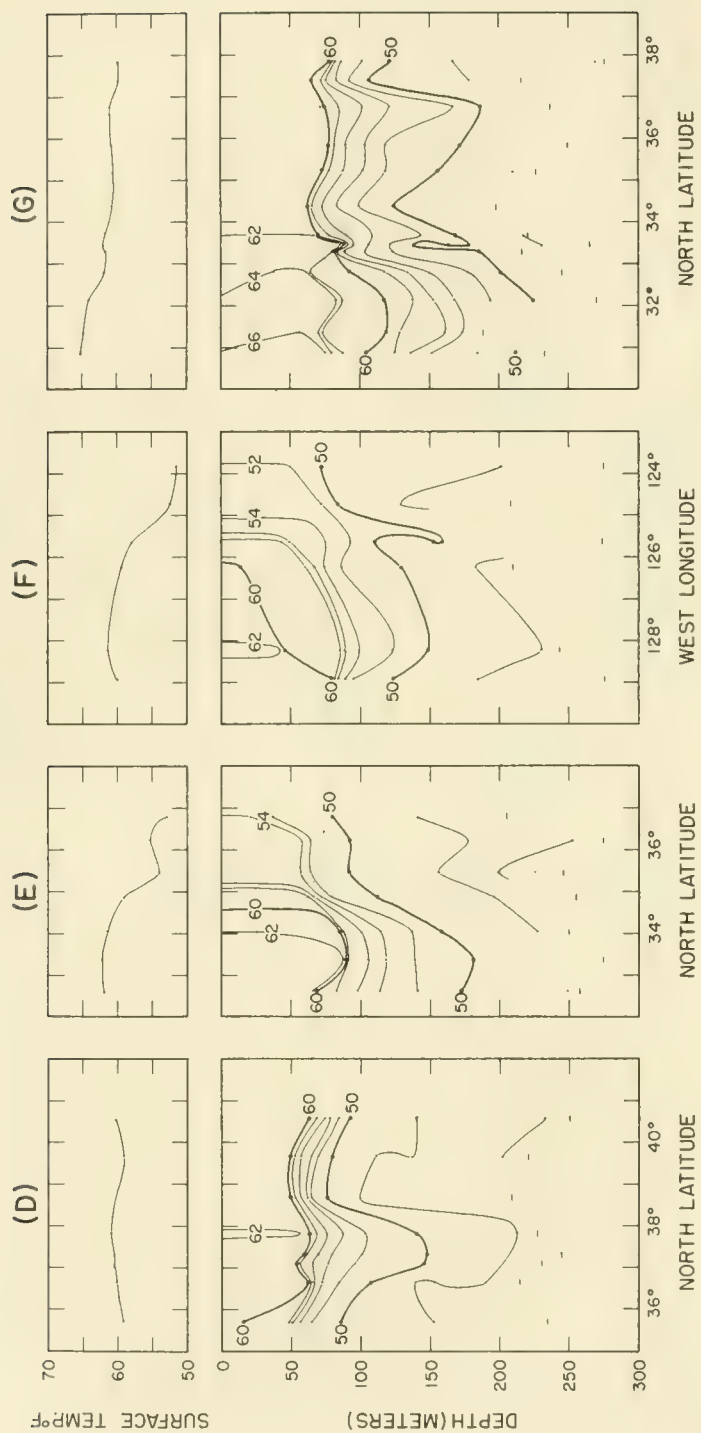 (D)
(E)
(F)
(G)
70
60
50
SURFACE TEMP°F
0
50
100
150
200
250
300
DEPTH (METERS)
60
62
60
50
50
36° 38° 40°
NORTH LATITUDE
62
60
54
60
50
50
34° 36°
NORTH LATITUDE
62
60
54
52
60
50
50
128° 126° 124°
WEST LONGITUDE
66
64
62
60
60
50
50
32° 34° 36° 38°
NORTH LATITUDE